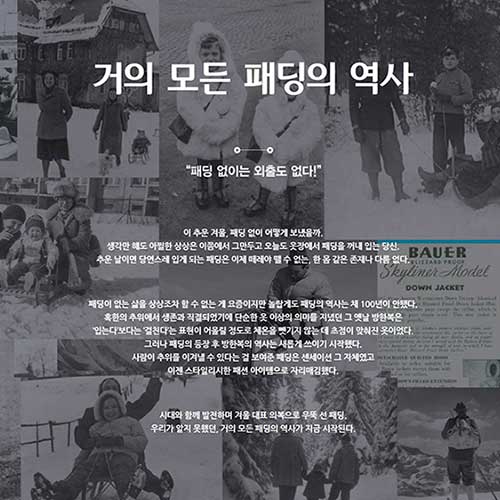 거의 모든 패딩의 역사
"패딩 없이는 외출도 없다!"
이 추운 겨울, 패딩 없이 어떻게 보냈을까.
생각만 해도 아찔한 상상은 이쯤에서 그만두고 오늘도 옷장에서 패딩을 꺼내 입는 당신.
추운 날이면 당연스레 입게 되는 패딩은 이제 떼레야 뗄 수 없는, 한 몸 같은 존재나 다름 없다.
패딩이 없는 삶을 상상조차 할 수 없는 게 요즘이지만 놀랍게도 패딩의 역사는 채 100년이 안됐다.
혹한의 추위에서 생존과 직결되었기에 단순한 옷 이상의 의미를 지녔던 그 옛날 방한복은
'입는다'보다는 '걸친다'는 표현이 어울릴 정도로 체온을 뺏기지 않는 데 초점이 맞춰진 옷이었다.
그러나 패딩의 등장 후 방한복의 역사는 새롭게 쓰이기 시작했다.
사람이 추위를 이겨낼 수 있다는 걸 보여준 패딩은 센세이션 그 자체였고
이젠 스타일리시한 패션 아이템으로 자리매김했다.
시대와 함께 발전하며 겨울 대표 의복으로 우뚝 선 패딩.
우리가 알지 못했던, 거의 모든 패딩의 역사가 지금 시작된다.
BAUER
BLIZZARD PROOF
Skyliner Model
DOWN JACKET